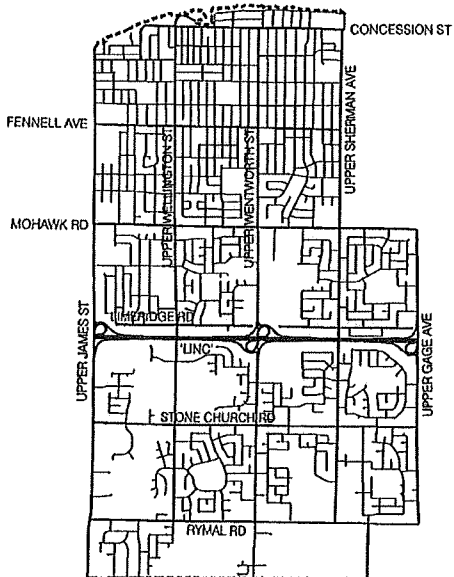 CONCESSION ST
FENNELL AVE
UPPER SHERMAN AVE
UPPER WELLINGTON ST
UPPER WENTWORTH ST
MOHAWK RD
LIMERIDGE RD
UPPER JAMES ST
'LINC'
UPPER GAGE AVE
STONE CHURCH RD
RYMAL RD